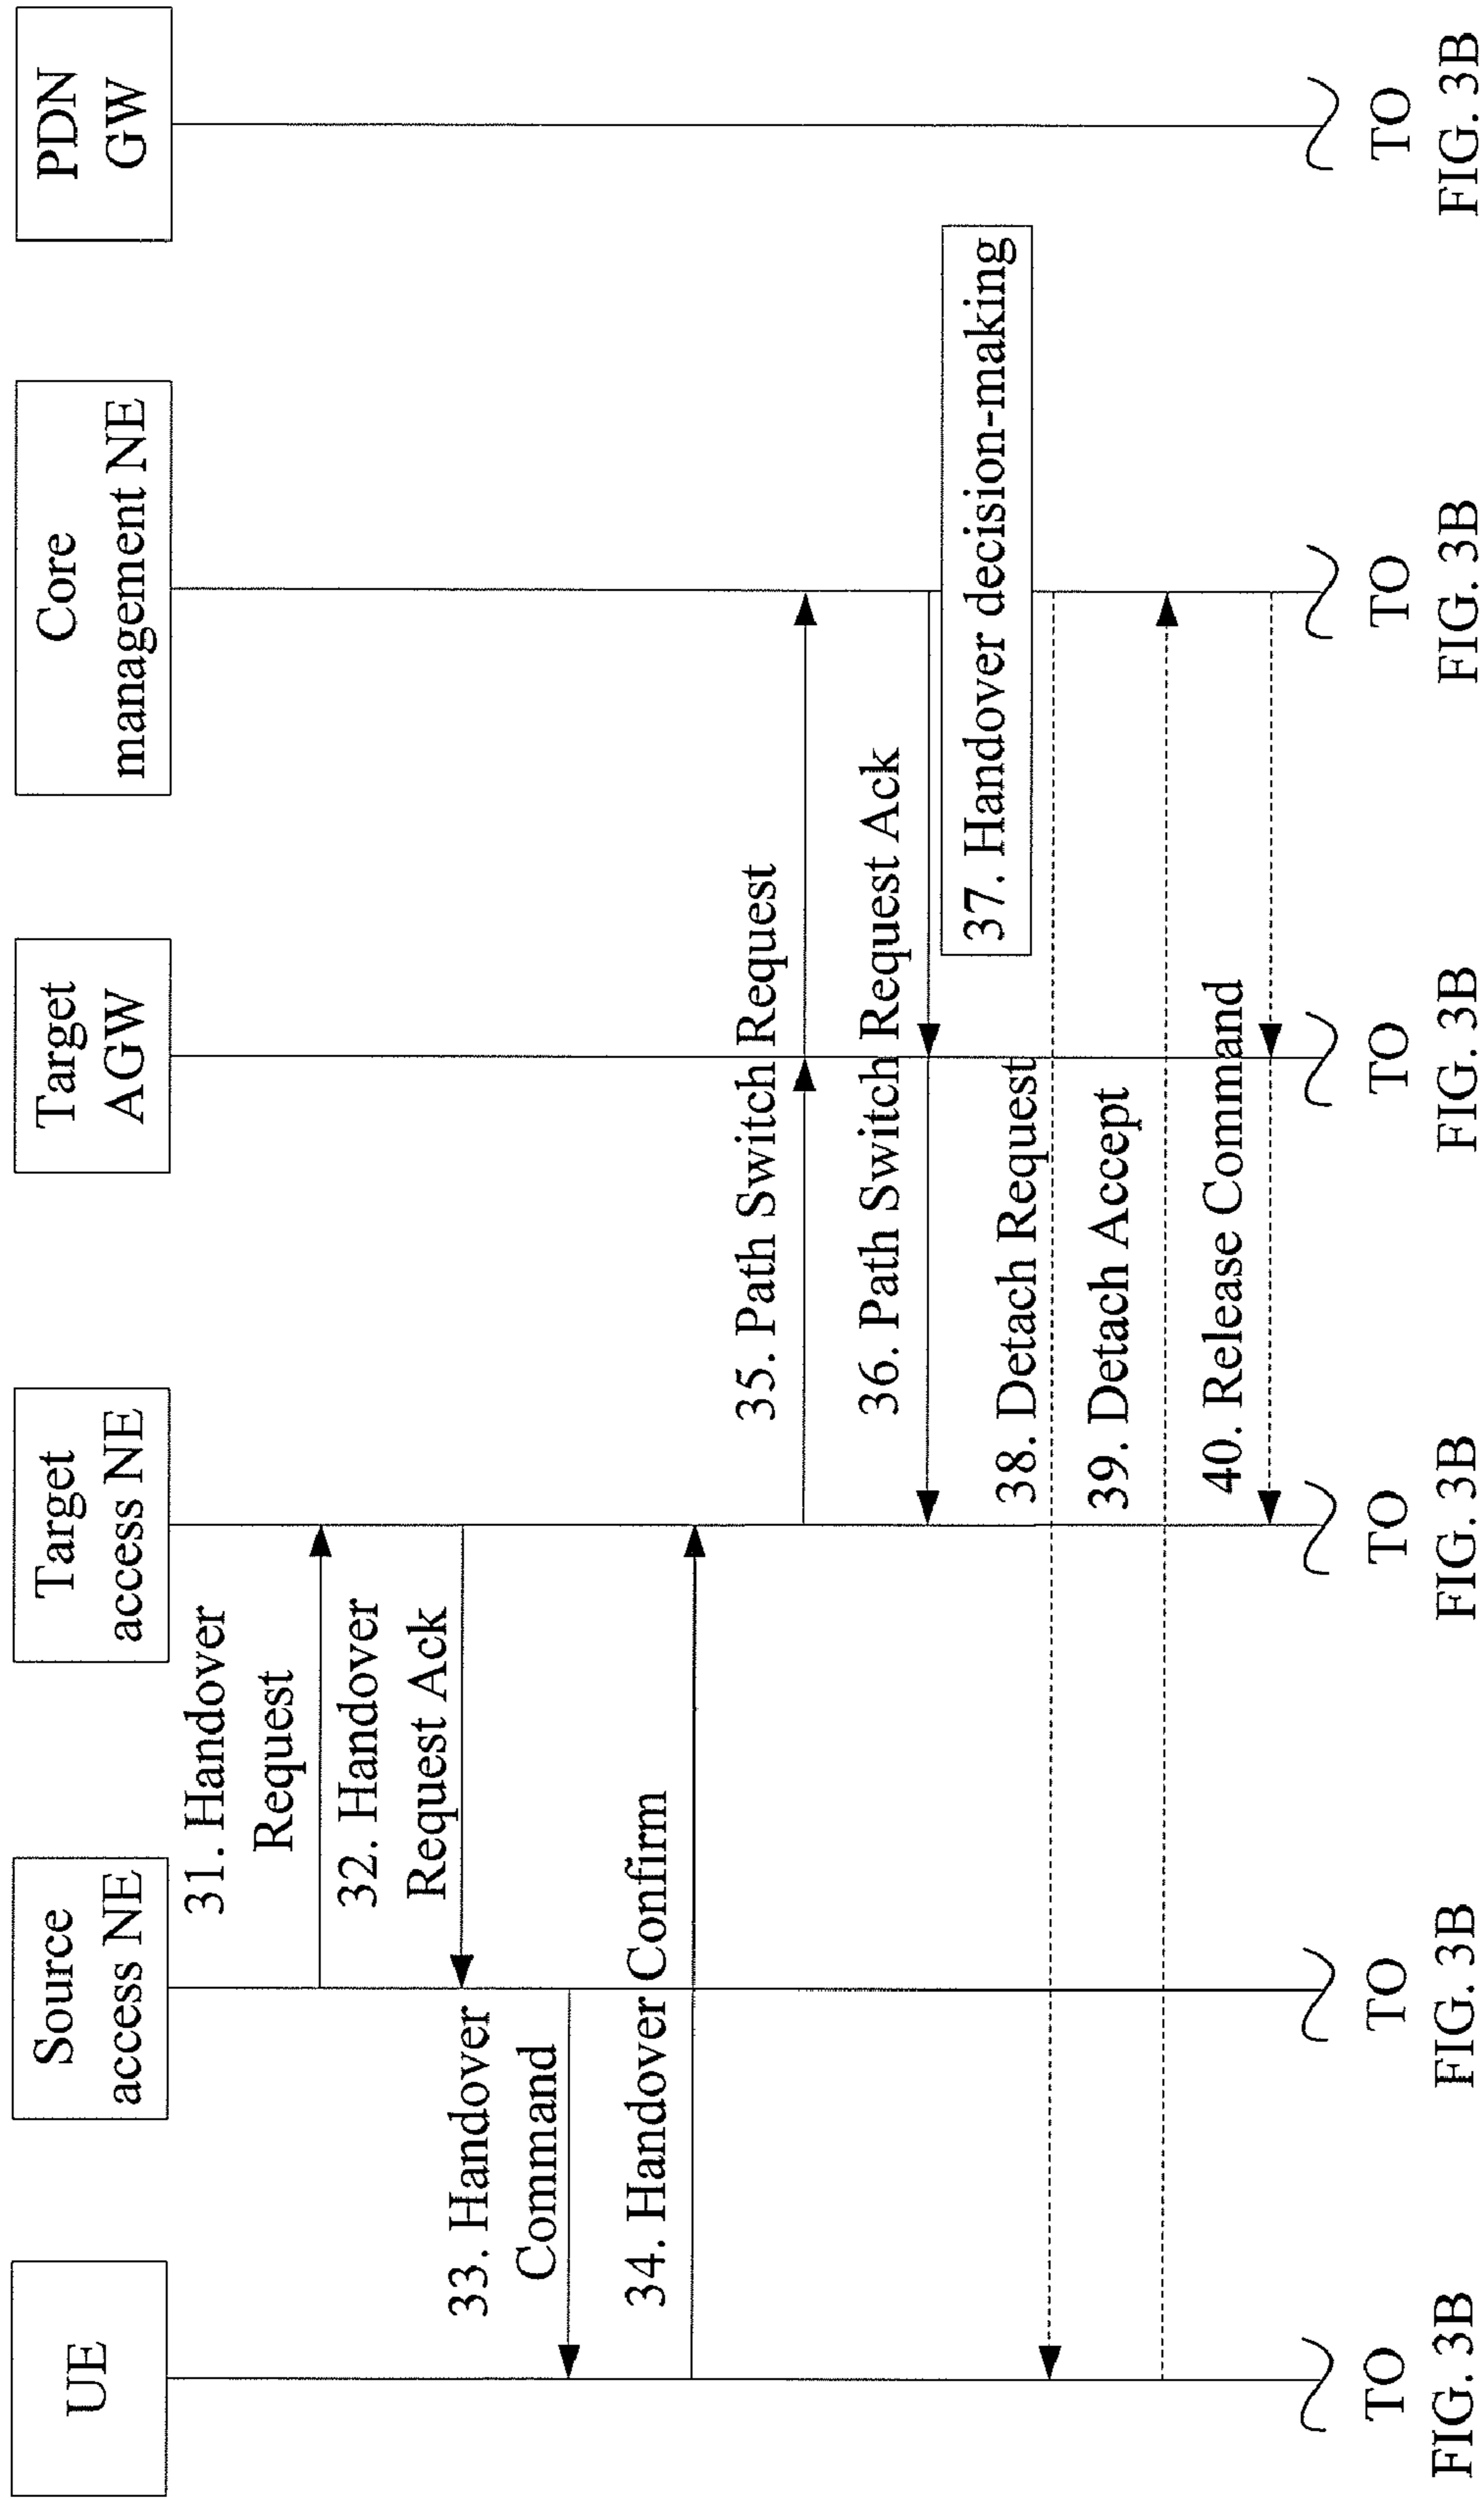 UE
Source
access NE
Target
access NE
Target
AGW
Core
management NE
PDN
GW
31. Handover
Request
32. Handover
Request Ack
33. Handover
Command
34. Handover Confirm
35. Path Switch Request
36. Path Switch Request Ack
37. Handover decision-making
38. Detach Request
39. Detach Accept
40. Release Command
TO
FIG. 3B
TO
FIG. 3B
TO
FIG. 3B
TO
FIG. 3B
TO
FIG. 3B
TO
FIG. 3B